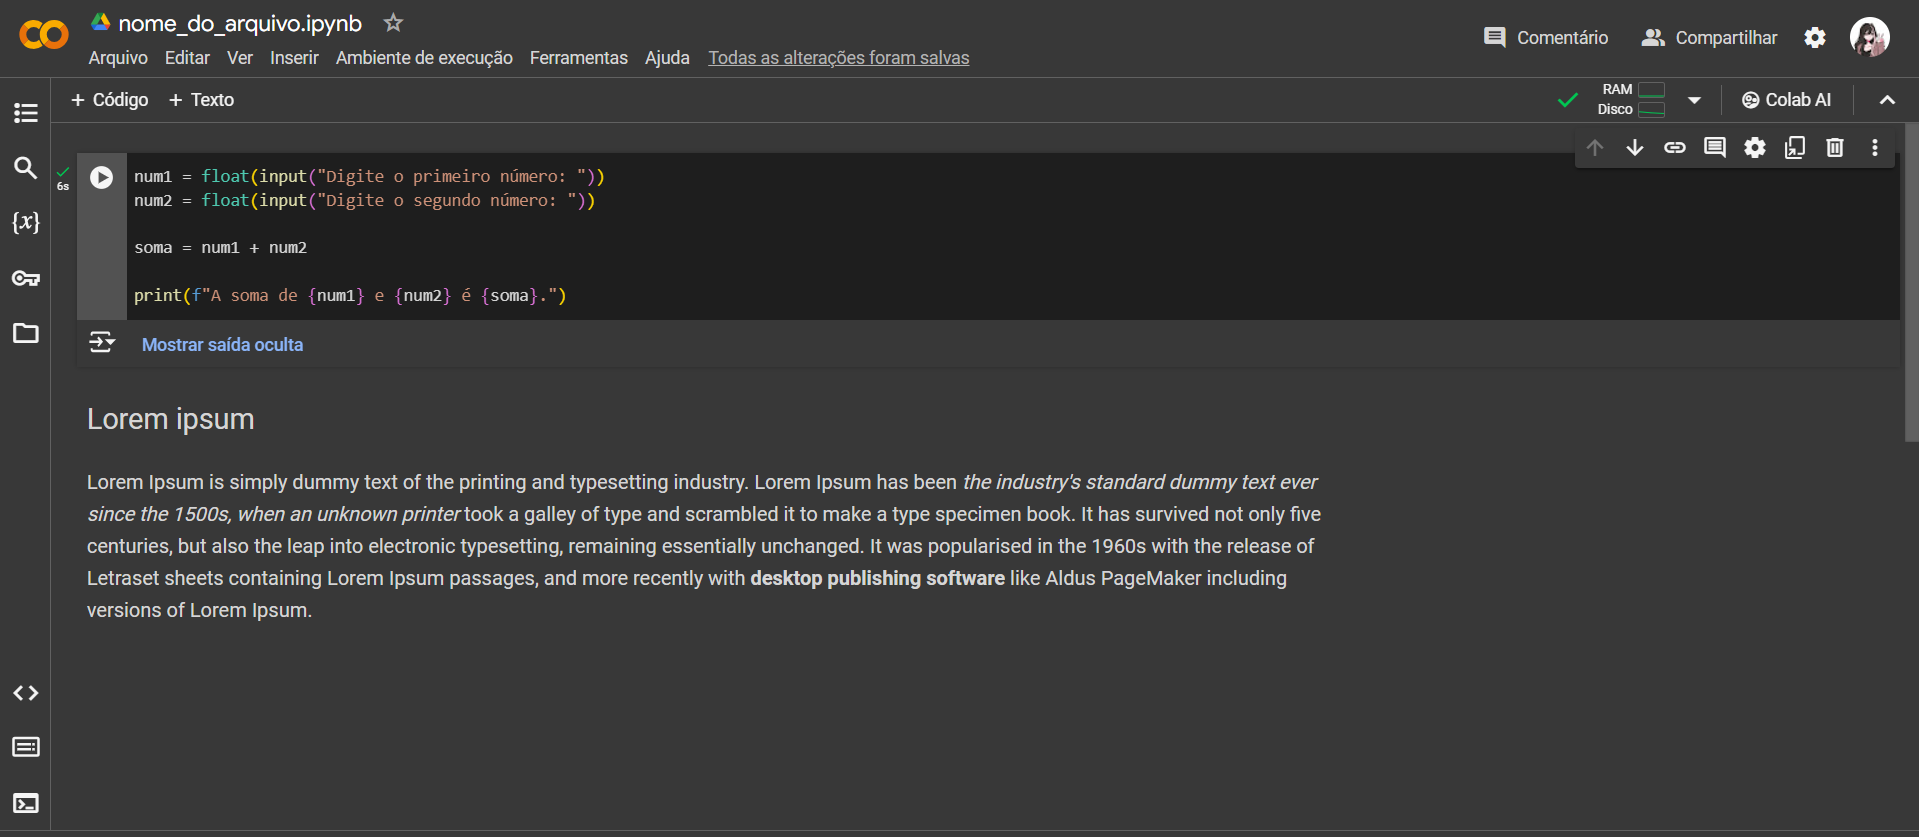 nome_do_arquivo.ipynb
Arquivo Editar Ver Inserir Ambiente de execução Ferramentas Ajuda Todas as alterações foram salvas
Comentário Compartilhar
+ Código + Texto
RAM
Disco
Colab AI
{x}
6s
num1 = float(input("Digite o primeiro número: "))
num2 = float(input("Digite o segundo número: "))
soma = num1 + num2
print(f"A soma de {num1} e {num2} é {soma}.")
Mostrar saída oculta
Lorem ipsum
Lorem Ipsum is simply dummy text of the printing and typesetting industry. Lorem Ipsum has been the industry's standard dummy text ever
since the 1500s, when an unknown printer took a galley of type and scrambled it to make a type specimen book. It has survived not only five
centuries, but also the leap into electronic typesetting, remaining essentially unchanged. It was popularised in the 1960s with the release of
Letraset sheets containing Lorem Ipsum passages, and more recently with desktop publishing software like Aldus PageMaker including
versions of Lorem Ipsum.